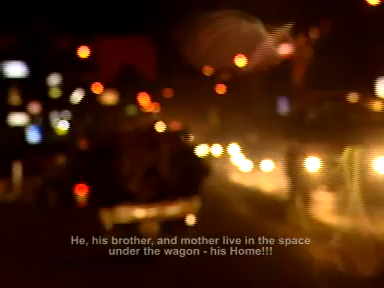 He, his brother, and mother live in the space
under the wagon - his Home!!!